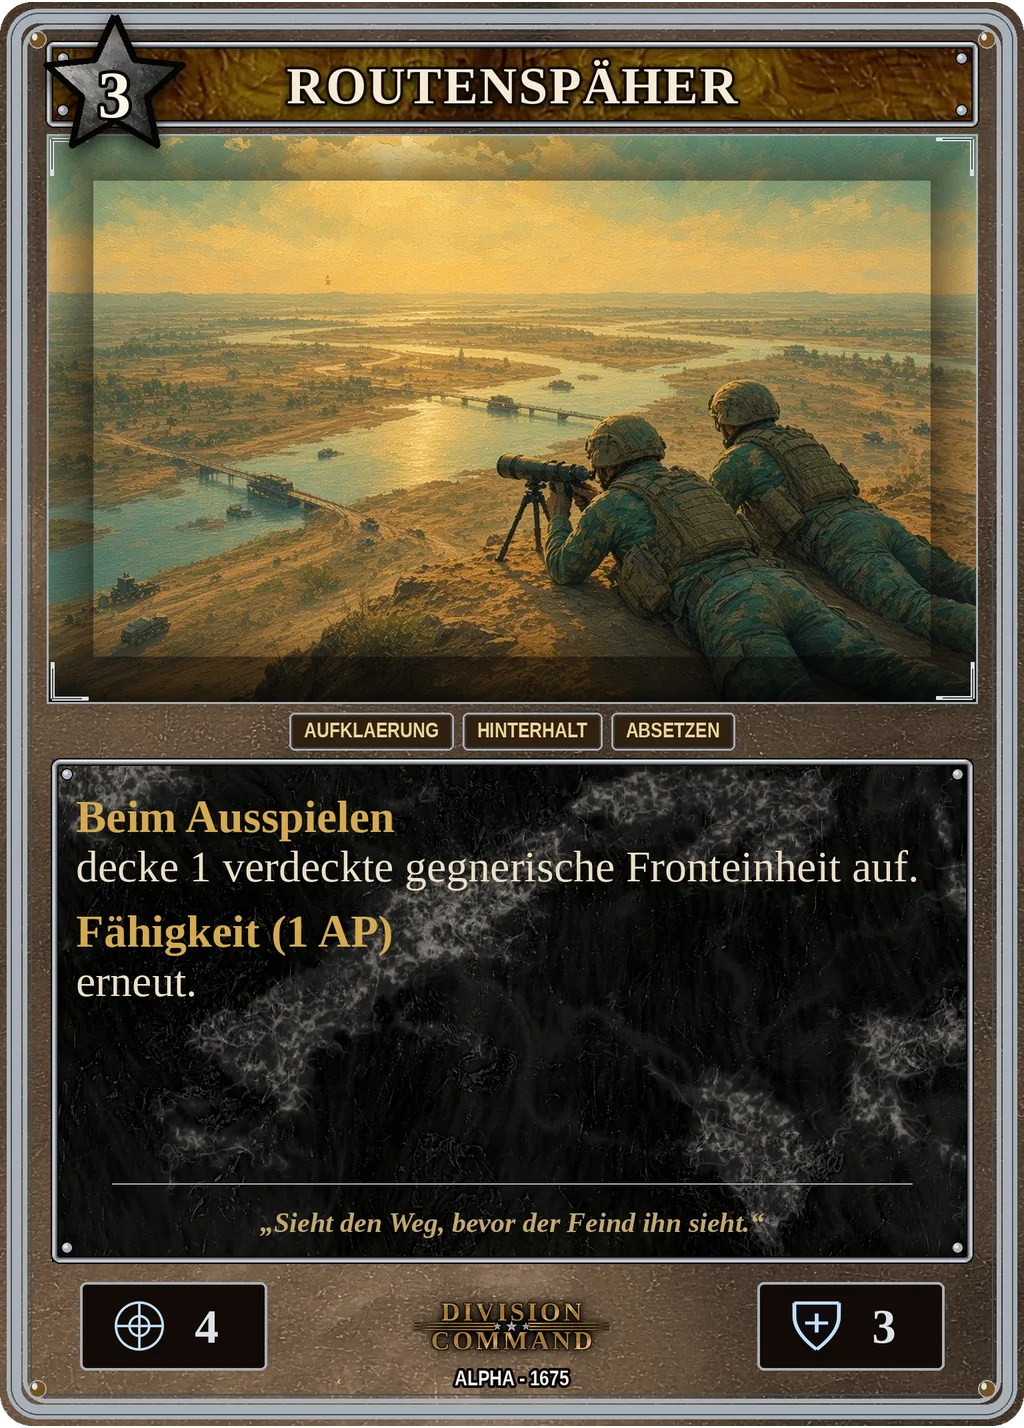 3
ROUTENSPÄHER
AUFKLAERUNG HINTERHALT ABSETZEN
Beim Ausspielen
decke 1 verdeckte gegnerische Fronteinheit auf.
Fähigkeit (1 AP)
erneut.
„Sieht den Weg, bevor der Feind ihn sieht.“
4
DIVISION
COMMAND
ALPHA - 1675
3